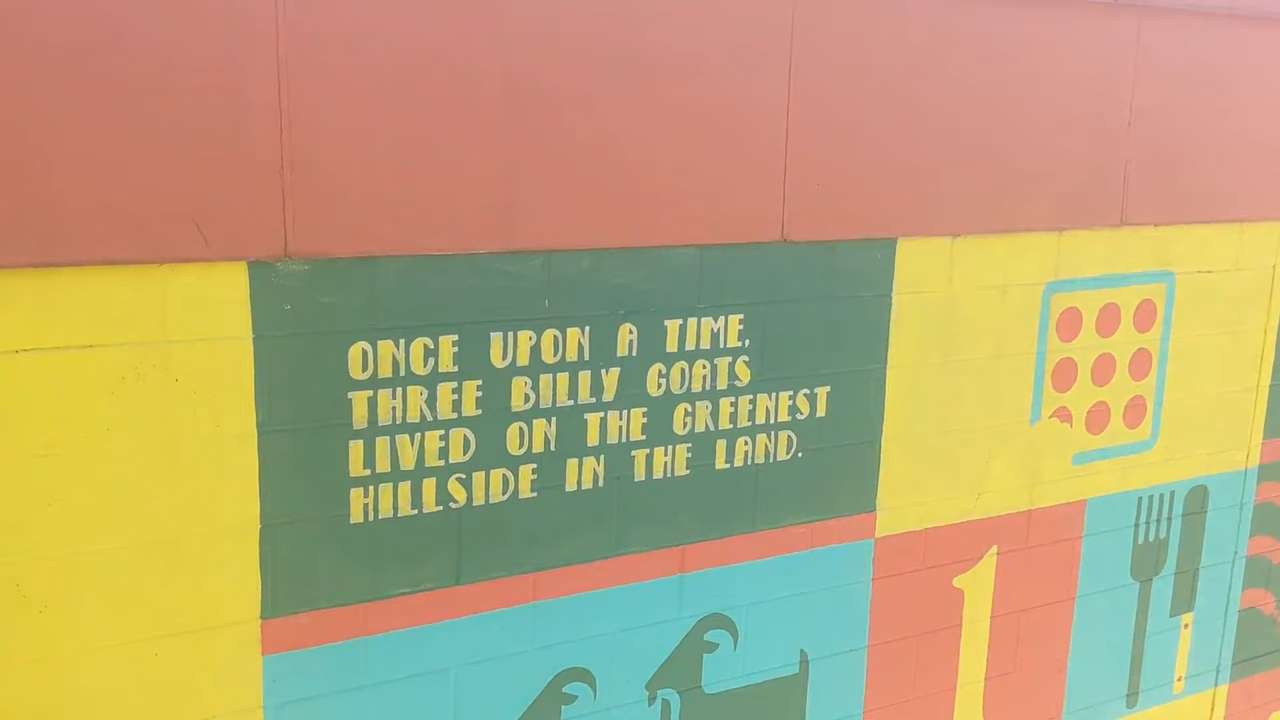 ONCE UPON A TIME,
THREE BILLY GOATS
LIVED ON THE GREENEST
HILLSIDE IN THE LAND.